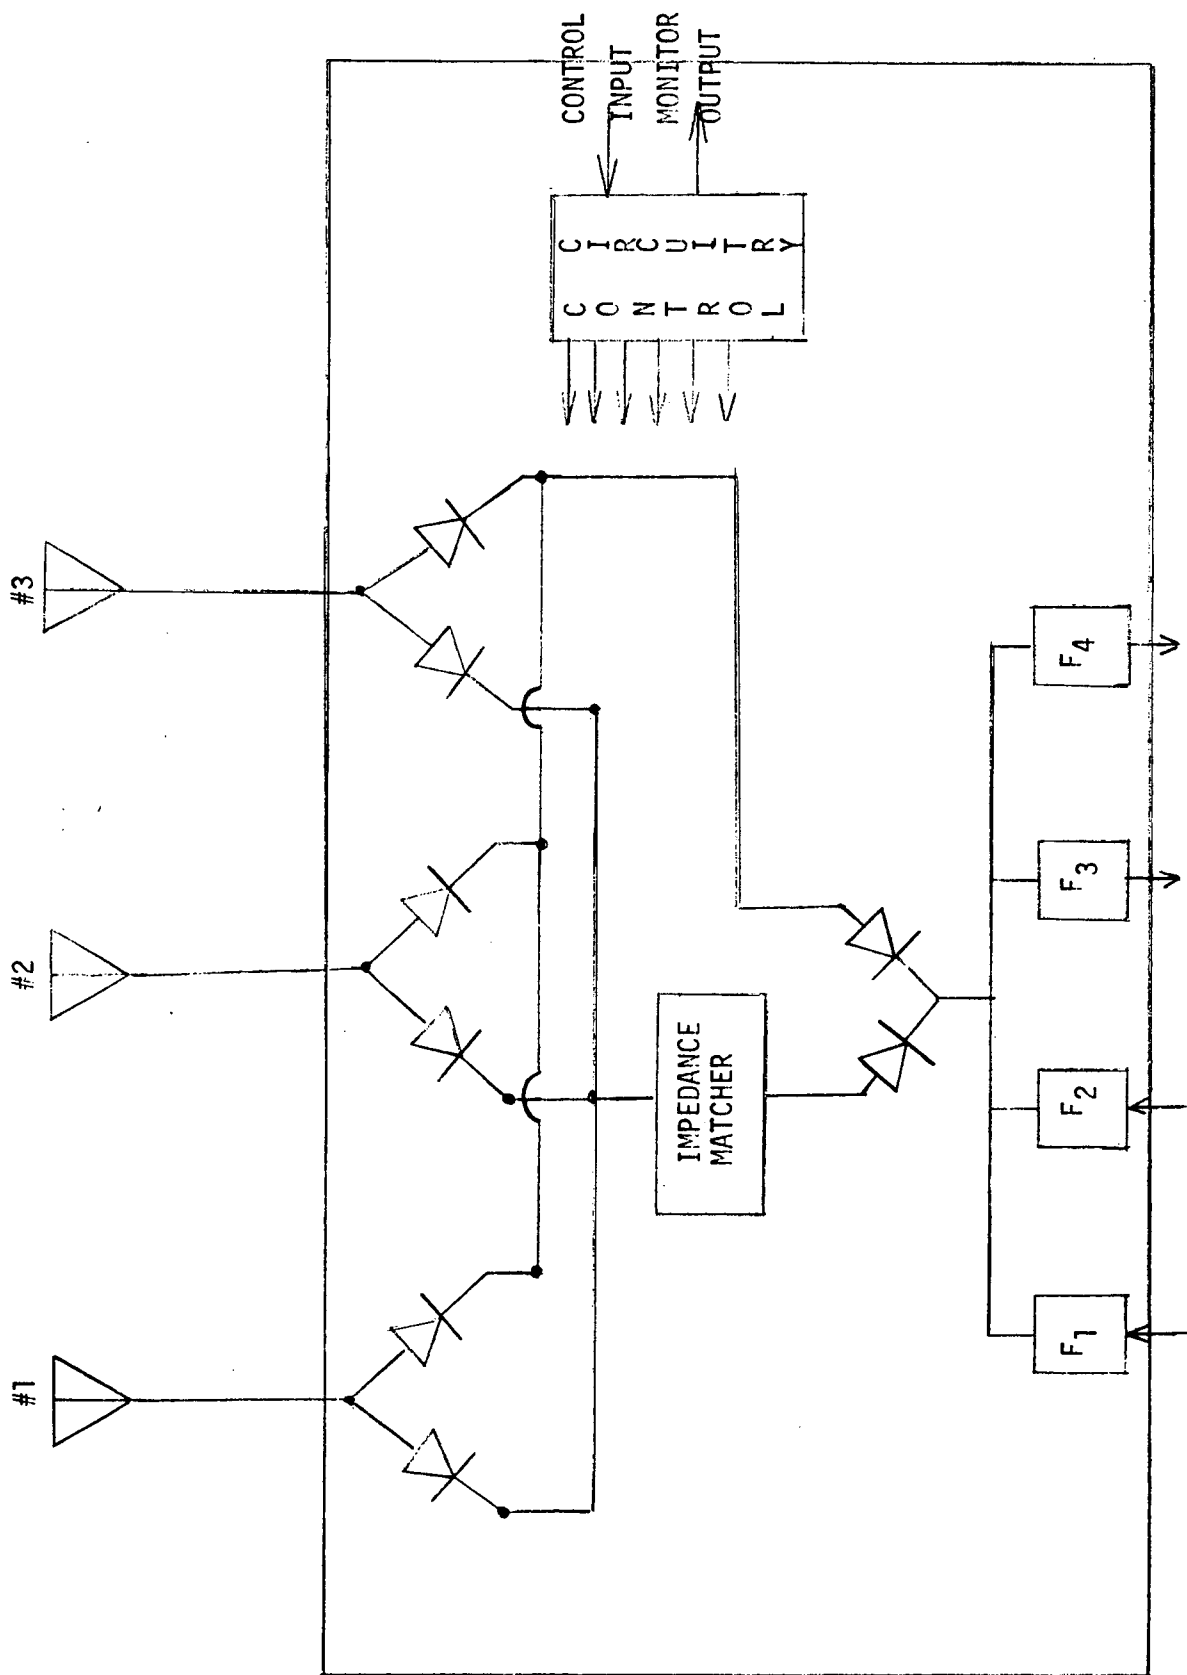 #1
#2
#3
CONTROL
INPUT
MONITOR
OUTPUT
CONTROL
CIRCUITRY
IMPEDANCE
MATCHER
F1
F2
F3
F4